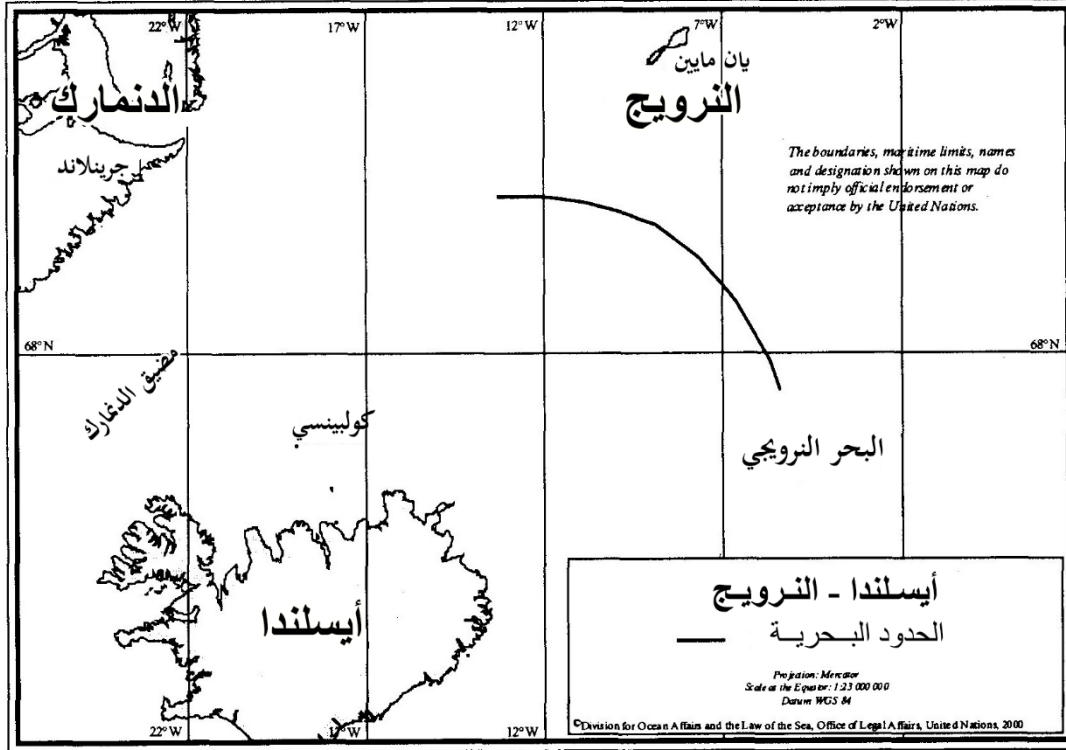 22°W 17°W 12°W 7°W 2°W
يان مايين
النرويج
الدنمارك
جرينلاند
The boundaries, maritime limits, names
and designation shown on this map do
not imply official endorsement or
acceptance by the United Nations.
68°N 68°N
مضيق الدنمارك
كولبينسي
البحر النرويجي
أيسلندا
أيسلندا - النرويج
الحدود البحرية
Projection: Mercator
Scale at the Equator: 1:23 000 000
Datum WGS 84
©Division for Ocean Affairs and the Law of the Sea, Office of Legal Affairs, United Nations, 2000
22°W 17°W 12°W